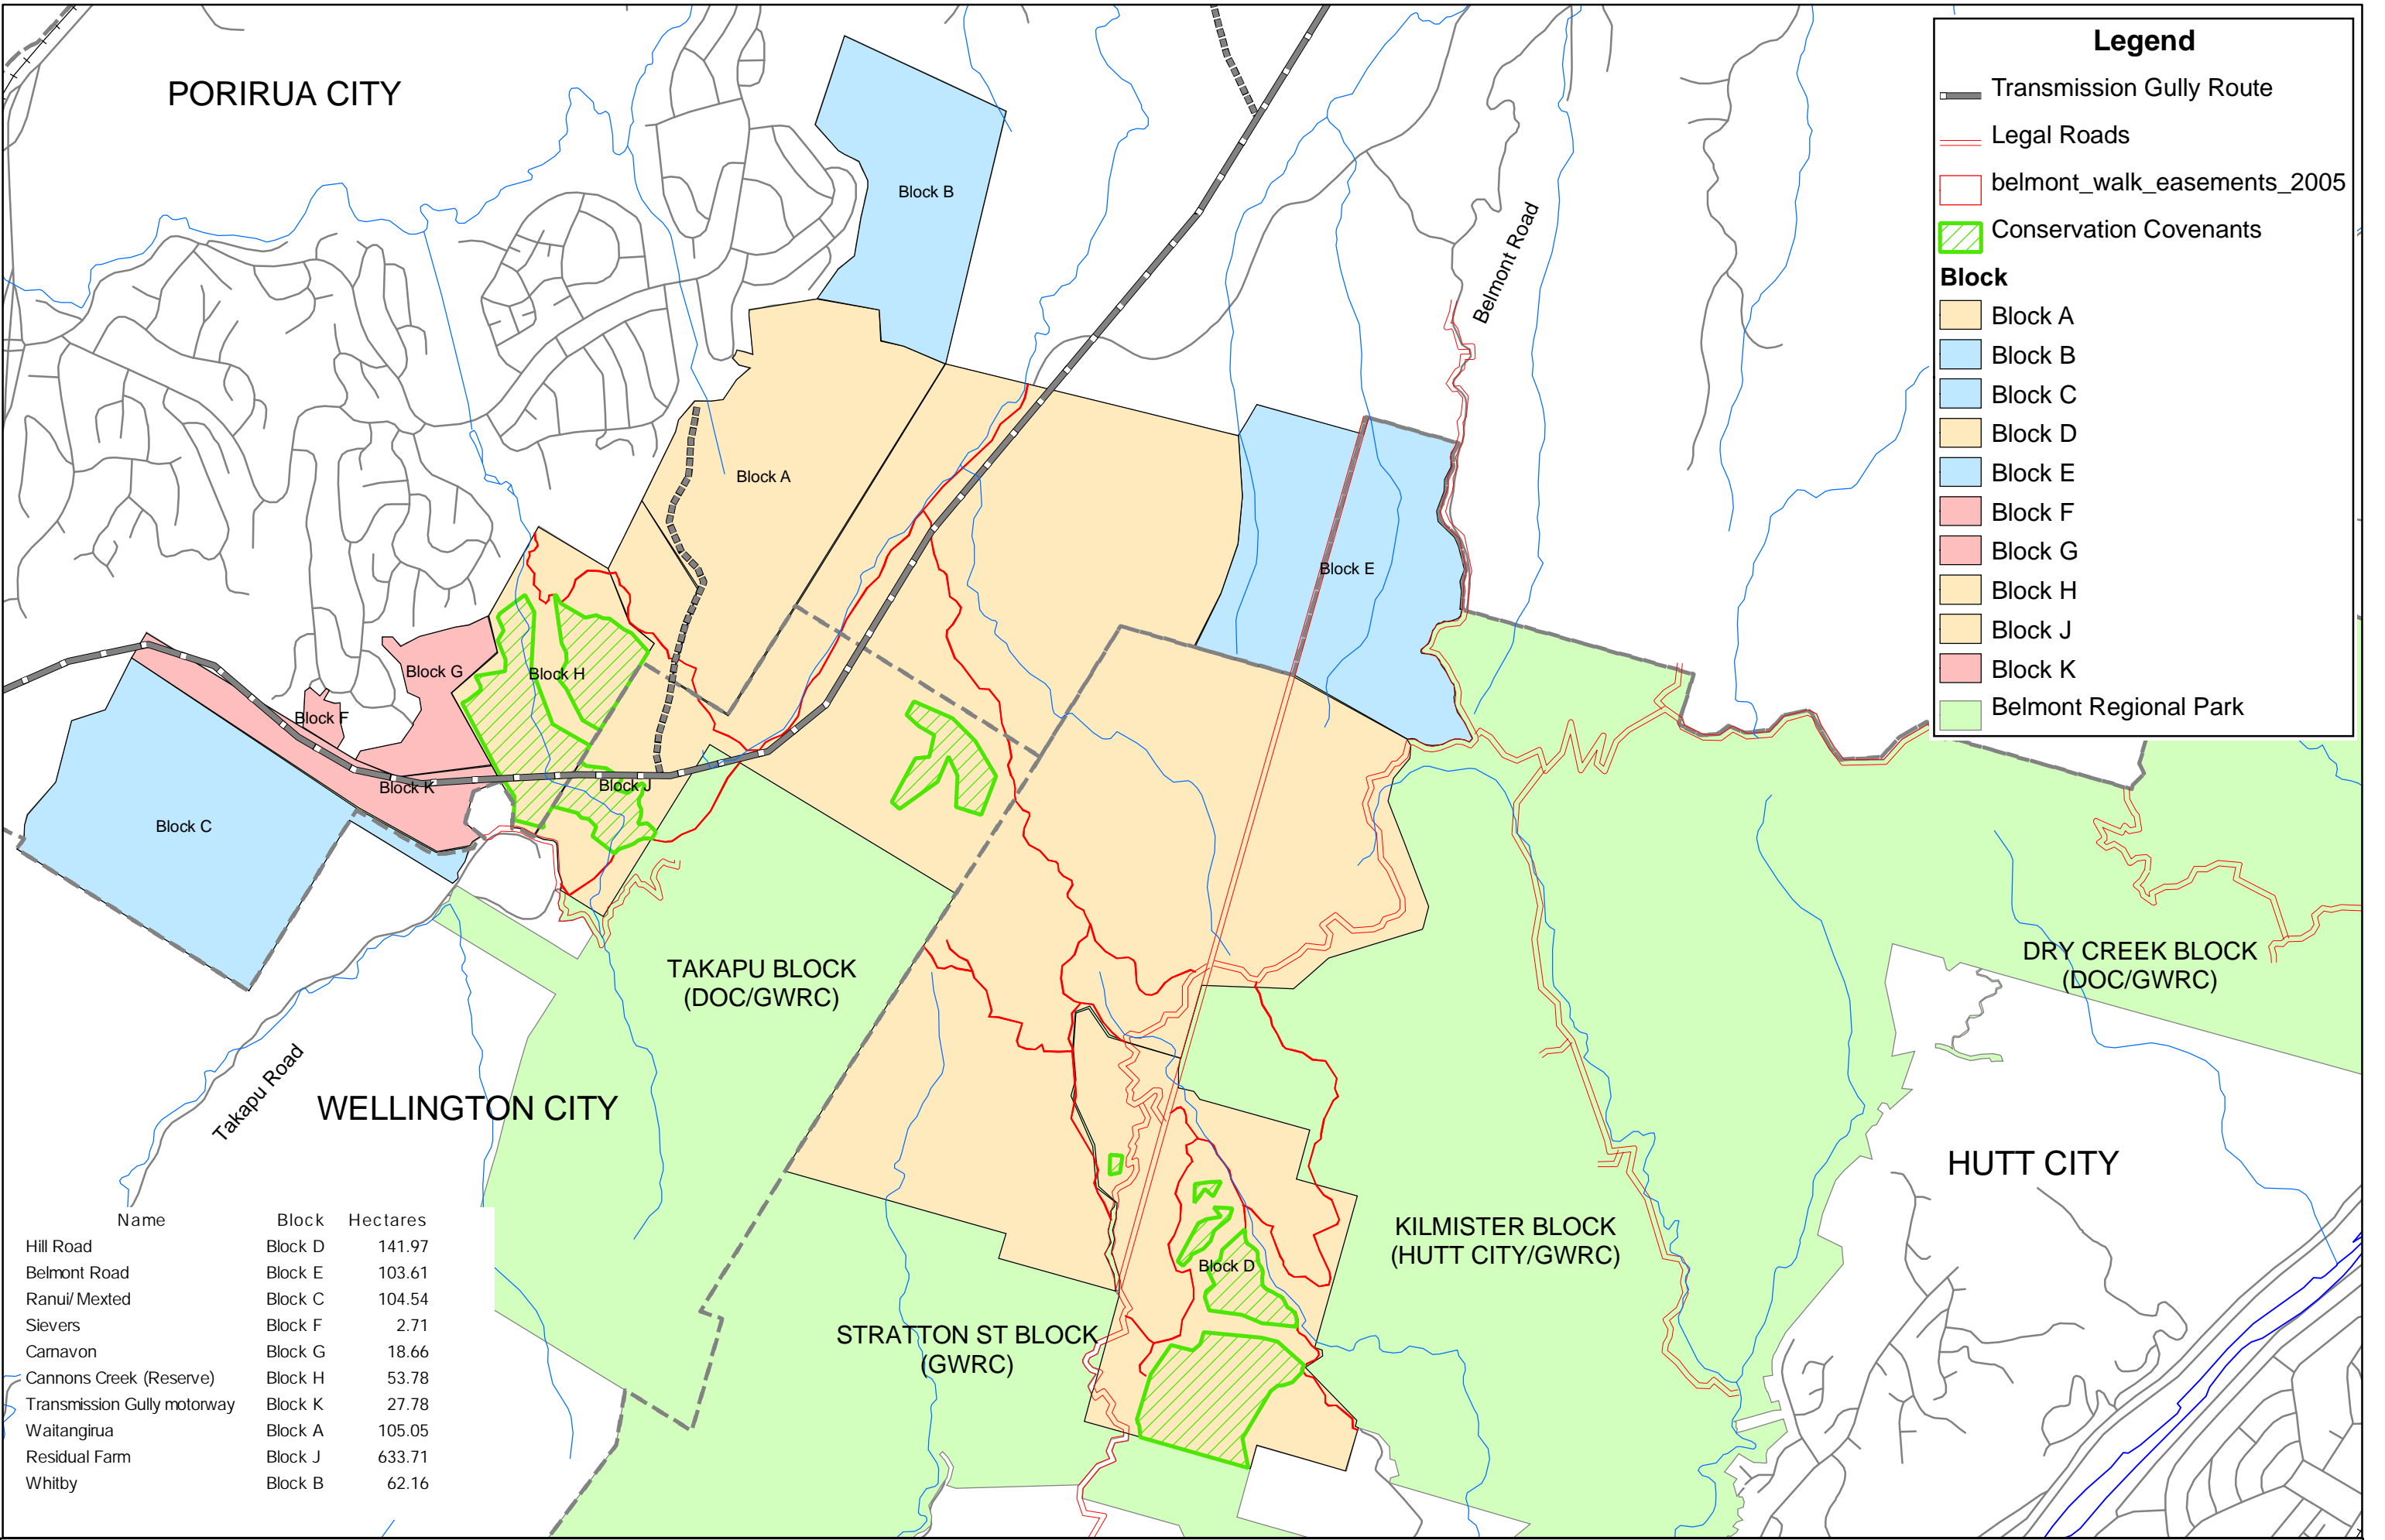 PORIRUA CITY
Block B
Belmont Road
Block A
Block E
Block G
Block H
Block F
Block J
Block K
Block C
TAKAPU BLOCK
(DOC/GWRC)
DRY CREEK BLOCK
(DOC/GWRC)
Takapu Road
WELLINGTON CITY
HUTT CITY
KILMISTER BLOCK
(HUTT CITY/GWRC)
Block D
STRATTON ST BLOCK
(GWRC)
Legend
Transmission Gully Route
Legal Roads
belmont_walk_easements_2005
Conservation Covenants
Block
Block A
Block B
Block C
Block D
Block E
Block F
Block G
Block H
Block J
Block K
Belmont Regional Park
Name Block Hectares
Hill Road Block D 141.97
Belmont Road Block E 103.61
Ranui/Mexted Block C 104.54
Sievers Block F 2.71
Carnavon Block G 18.66
Cannons Creek (Reserve) Block H 53.78
Transmission Gully motorway Block K 27.78
Waitangirua Block A 105.05
Residual Farm Block J 633.71
Whitby Block B 62.16